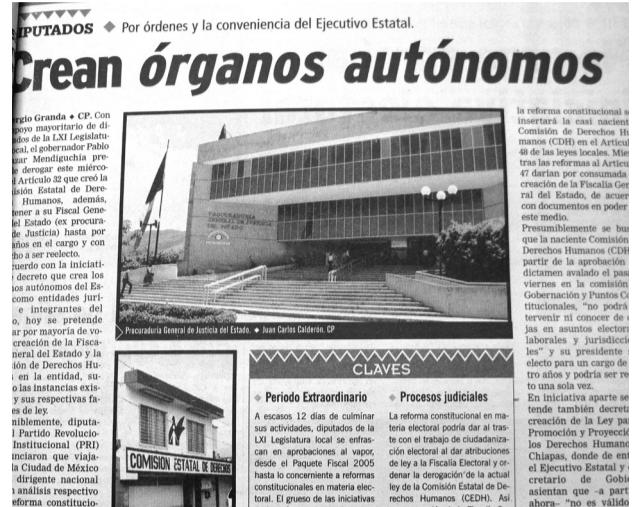 IPUTADOS ◆ Por órdenes y la conveniencia del Ejecutivo Estatal.
Crean órganos autónomos
rgio Granda ◆ CP. Con
poyo mayoritario de di-
ados de la LXI Legislatu-
cal, el gobernador Pablo
zar Mendiguchía pre-
e derogar este miérco-
l Artículo 32 que creó la
isión Estatal de Dere-
Humanos, además,
ener a su Fiscal Gene-
el Estado (ex procura-
de Justicia) hasta por
años en el cargo y con
ho a ser reelecto.
uerdo con la iniciati-
decreto que crea los
os autónomos del Es-
como entidades jurí-
e integrantes del
o, hoy se pretende
ar por mayoría de vo-
creación de la Fisca-
neral del Estado y la
ión de Derechos Hu-
en la entidad, su-
o las instancias exis-
y sus respectivas fa-
es de ley.
niblemente, diputa-
l Partido Revolucio-
Institucional (PRI)
nciaron que viaja-
la Ciudad de México
dirigente nacional
análisis respectivo
eforma constitucio-
PROCURADURIA
GENERAL DE JUSTICIA
DEL ESTADO
Procuraduría General de Justicia del Estado. ◆ Juan Carlos Calderón, CP
COMISION ESTATAL DE DERECHOS
CLAVES
◆ Periodo Extraordinario
A escasos 12 días de culminar
sus actividades, diputados de la
LXI Legislatura local se enfras-
can en aprobaciones al vapor,
desde el Paquete Fiscal 2005
hasta lo concerniente a reformas
constitucionales en materia elec-
toral. El grueso de las iniciativas
◆ Procesos judiciales
La reforma constitucional en ma-
teria electoral podría dar al tras-
te con el trabajo de ciudadaniza-
ción electoral al dar atribuciones
de ley a la Fiscalía Electoral y or-
denar la derogación de la actual
ley de la Comisión Estatal de De-
rechos Humanos (CEDH). Así
la reforma constitucional se
insertará la casi nacient
Comisión de Derechos Hu
manos (CDH) en el Artícul
48 de las leyes locales. Mien
tras las reformas al Artícu
47 darían por consumada
creación de la Fiscalía Gen
ral del Estado, de acuer
con documentos en poder
este medio.
Presumiblemente se bus
que la naciente Comisión
Derechos Humanos (CDH
partir de la aprobación
dictamen avalado el pasa
viernes en la comisión
Gobernación y Puntos Co
titucionales, "no podrá
tervenir ni conocer de
jas en asuntos elector
laborales y jurisdicci
les" y su presidente
electo para un cargo de
tro años y podría ser re
to una sola vez.
En iniciativa aparte se
tende también decreta
creación de la Ley pa
Promoción y Proyecció
los Derechos Humano
Chiapas, donde de ent
el Ejecutivo Estatal y
cretario de Gobie
asientan que –a part
ahora– "no es válido